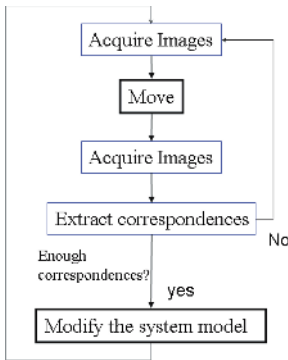 Acquire Images
Move
Acquire Images
Extract correspondences
No
Enough
correspondences?
yes
Modify the system model